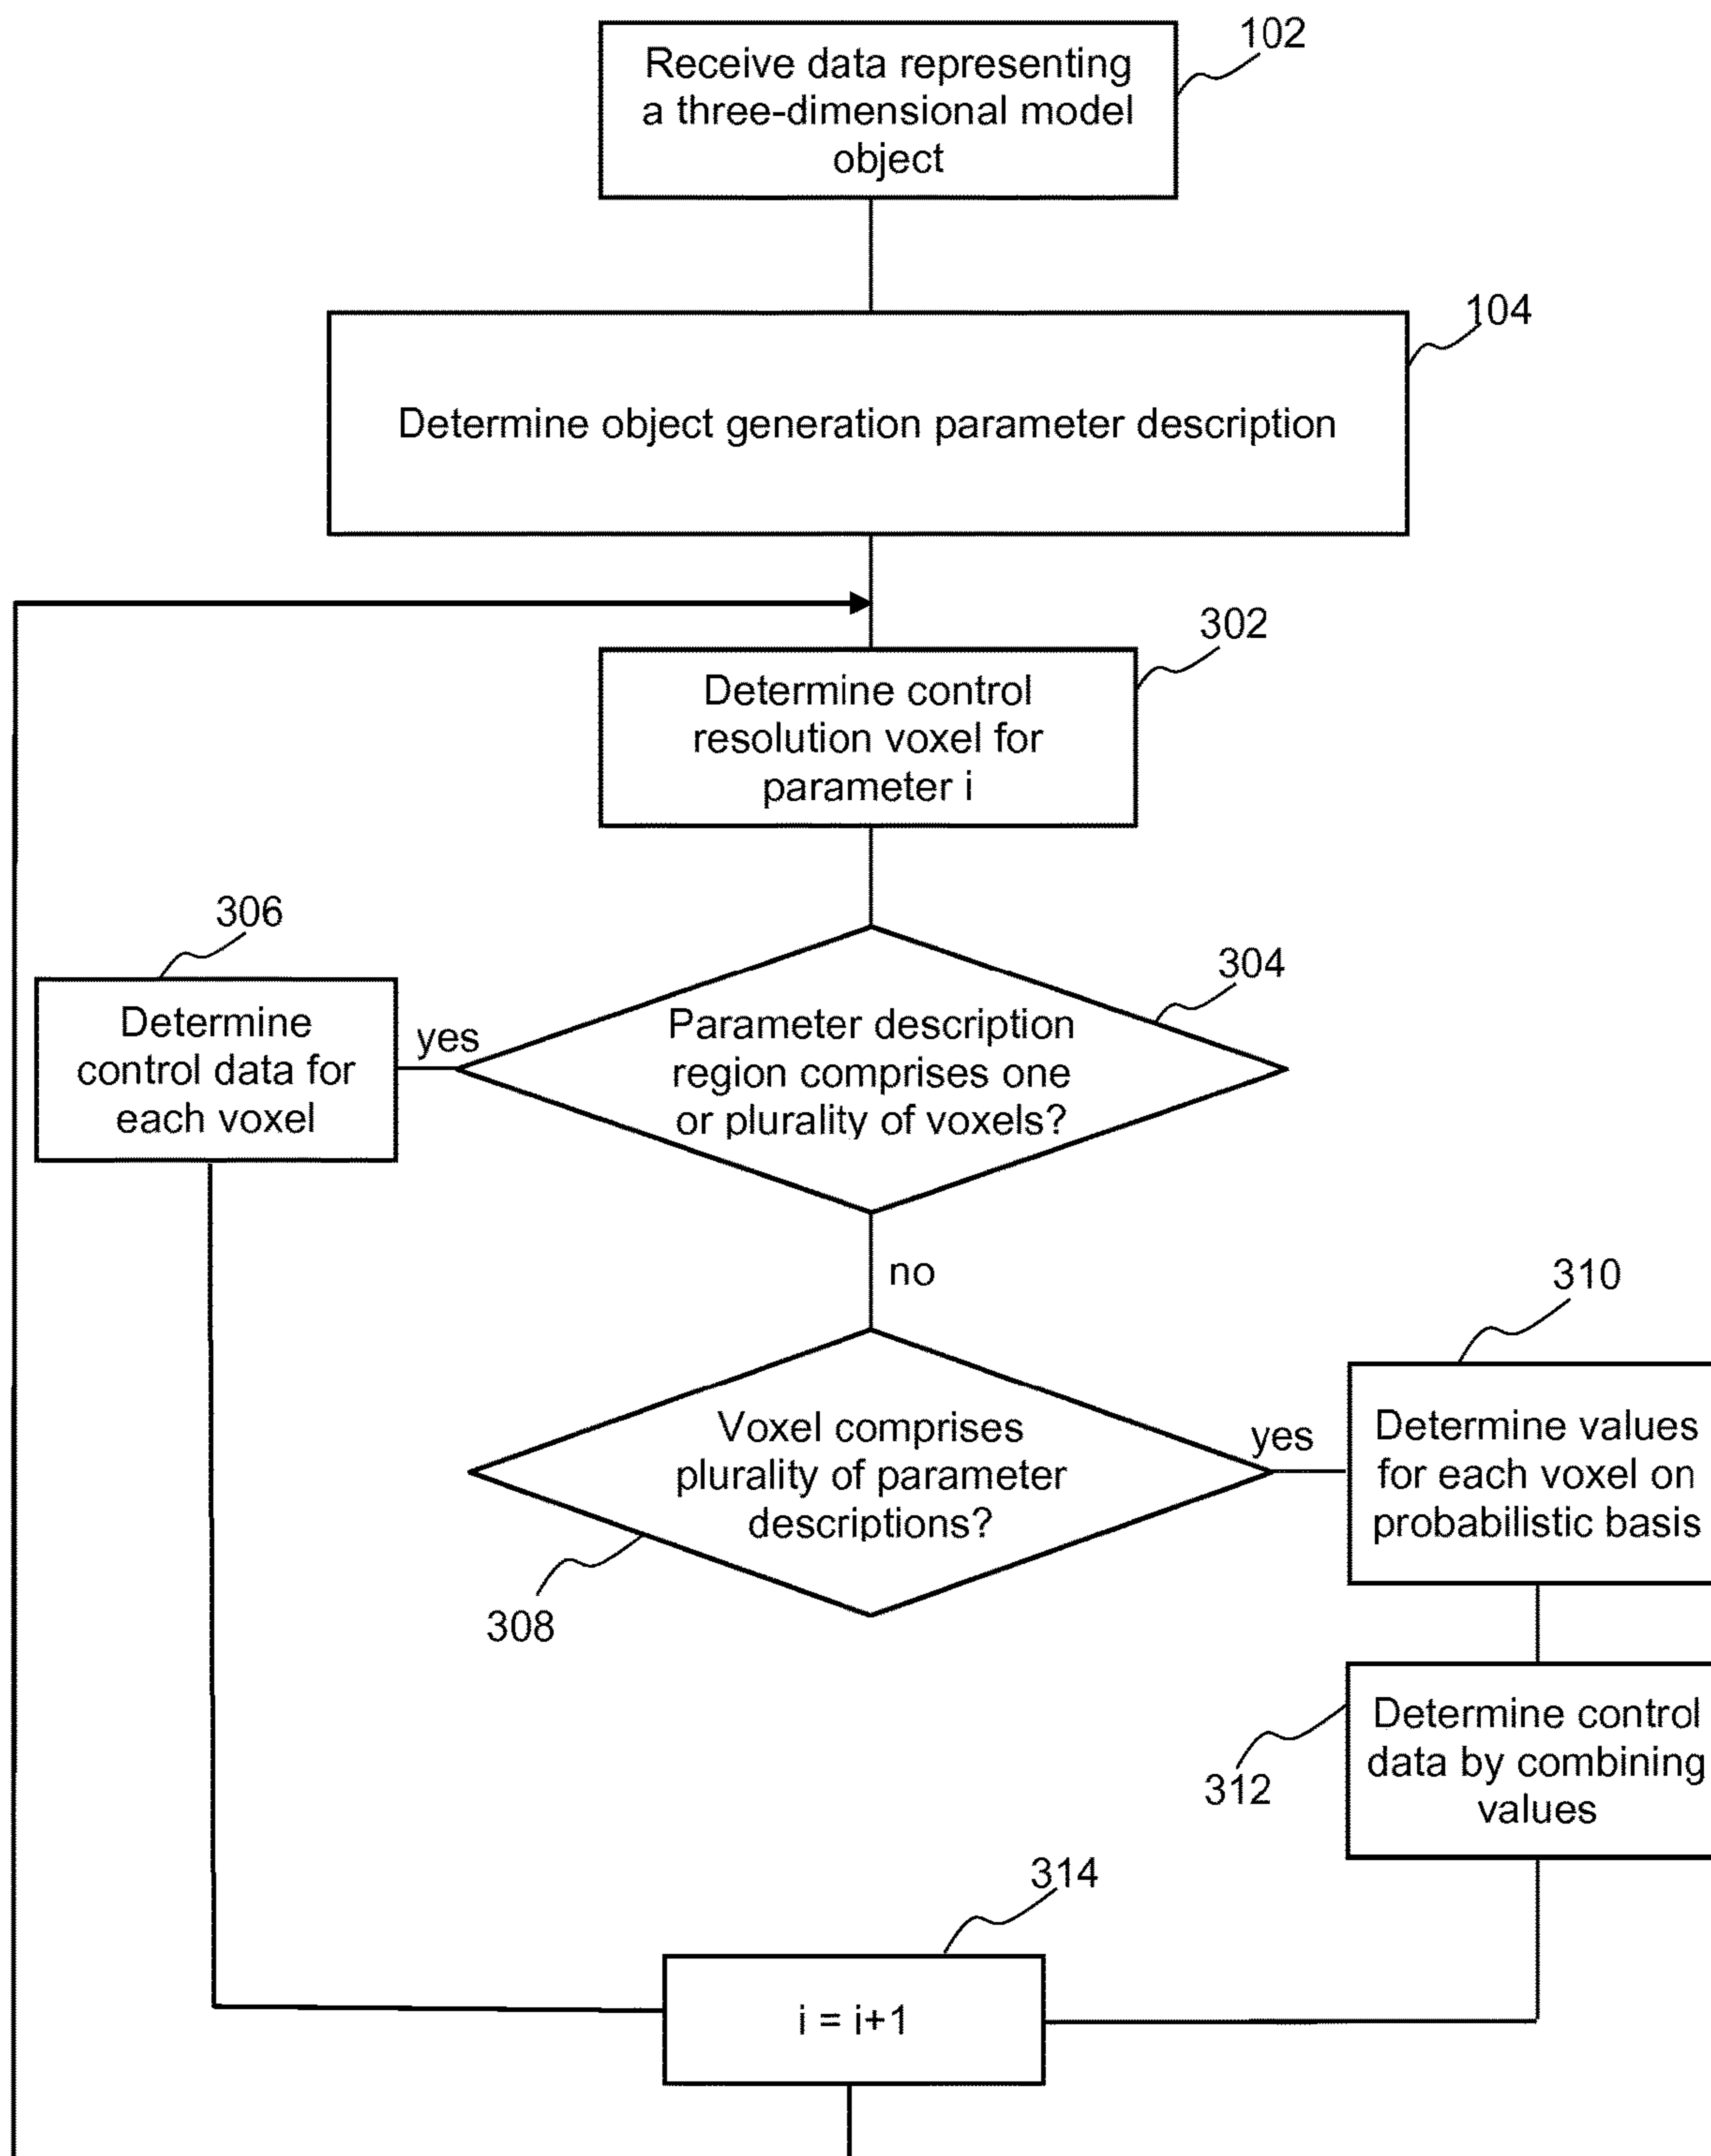 102
Receive data representing
a three-dimensional model
object
104
Determine object generation parameter description
302
Determine control
resolution voxel for
parameter i
306
304
Determine
control data for
each voxel
yes
Parameter description
region comprises one
or plurality of voxels?
no
310
Voxel comprises
plurality of parameter
descriptions?
yes
Determine values
for each voxel on
probabilistic basis
308
Determine control
data by combining
values
312
314
i = i+1